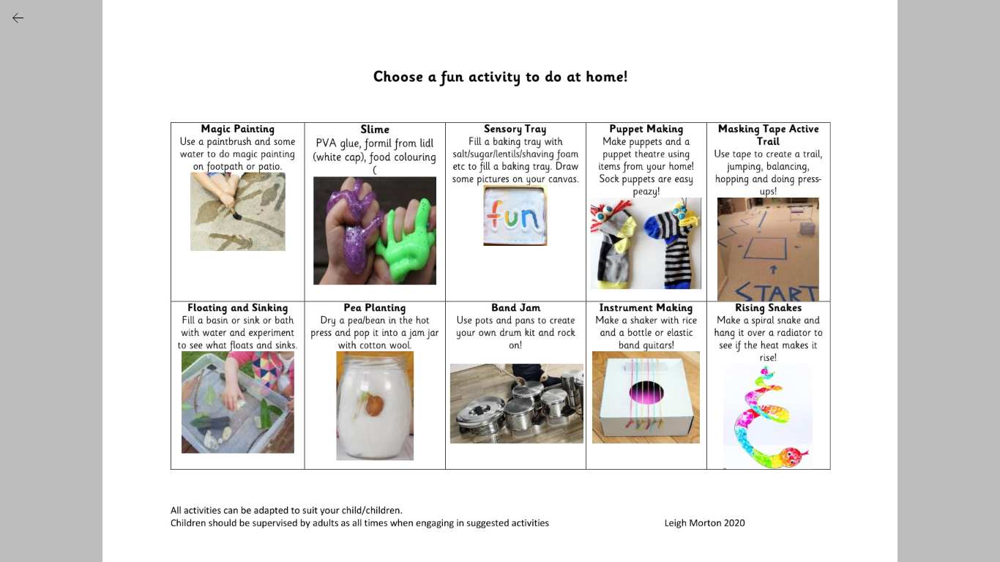 Choose a fun activity to do at home!
Magic Painting
Use a paintbrush and some
water to do magic painting
on footpath or patio.
Slime
PVA glue, formil from lidl
(white cap), food colouring
(
Sensory Tray
Fill a baking tray with
salt/sugar/lentils/shaving foam
etc to fill a baking tray. Draw
some pictures on your canvas.
fun
Puppet Making
Make puppets and a
puppet theatre using
items from your home!
Sock puppets are easy
peazy!
Masking Tape Active
Trail
Use tape to create a trail,
jumping, balancing,
hopping and doing press-
ups!
START
Floating and Sinking
Fill a basin or sink or bath
with water and experiment
to see what floats and sinks.
Pea Planting
Dry a pea/bean in the hot
press and pop it into a jam jar
with cotton wool.
Band Jam
Use pots and pans to create
your own drum kit and rock
on!
Instrument Making
Make a shaker with rice
and a bottle or elastic
band guitars!
Rising Snakes
Make a spiral snake and
hang it over a radiator to
see if the heat makes it
rise!
All activities can be adapted to suit your child/children.
Children should be supervised by adults as all times when engaging in suggested activities
Leigh Morton 2020